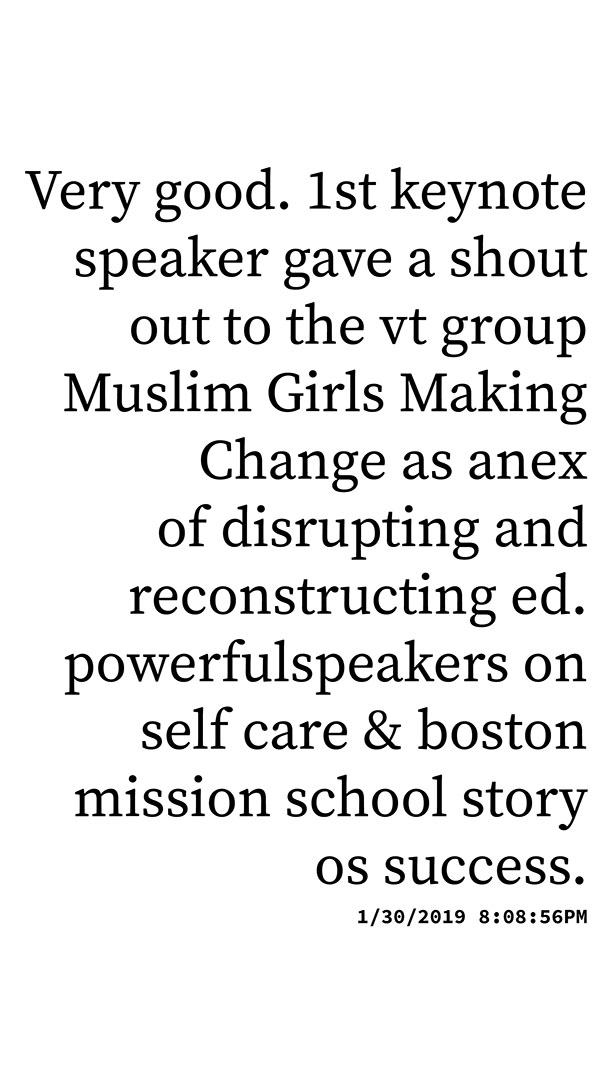 Very good. 1st keynote
speaker gave a shout
out to the vt group
Muslim Girls Making
Change as anex
of disrupting and
reconstructing ed.
powerfulspeakers on
self care & boston
mission school story
os success.
1/30/2019 8:08:56PM